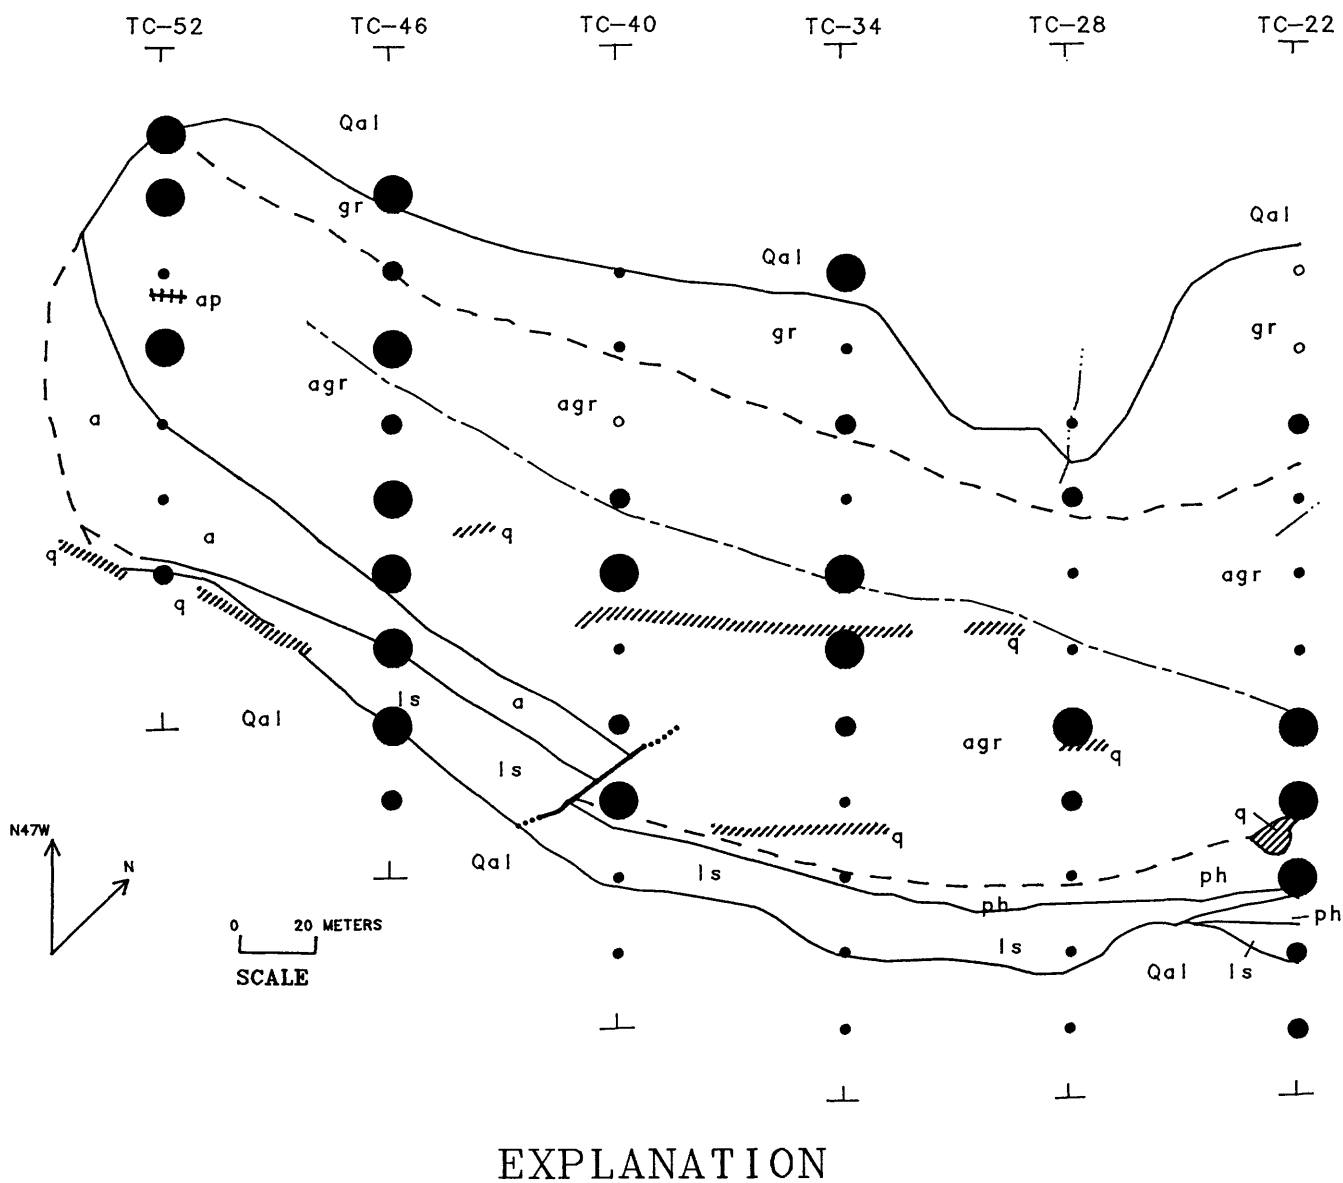 TC-52 TC-46 TC-40 TC-34 TC-28 TC-22
Qal
gr
Qal
Qal
ap
gr
gr
agr
agr
a
q
a
q
agr
q
q
ls
a
Qal
agr
q
ls
q
q
N47W
N
Qal
ls
ph
ph
ph
0 20 METERS
ls
Qal ls
SCALE
EXPLANATION